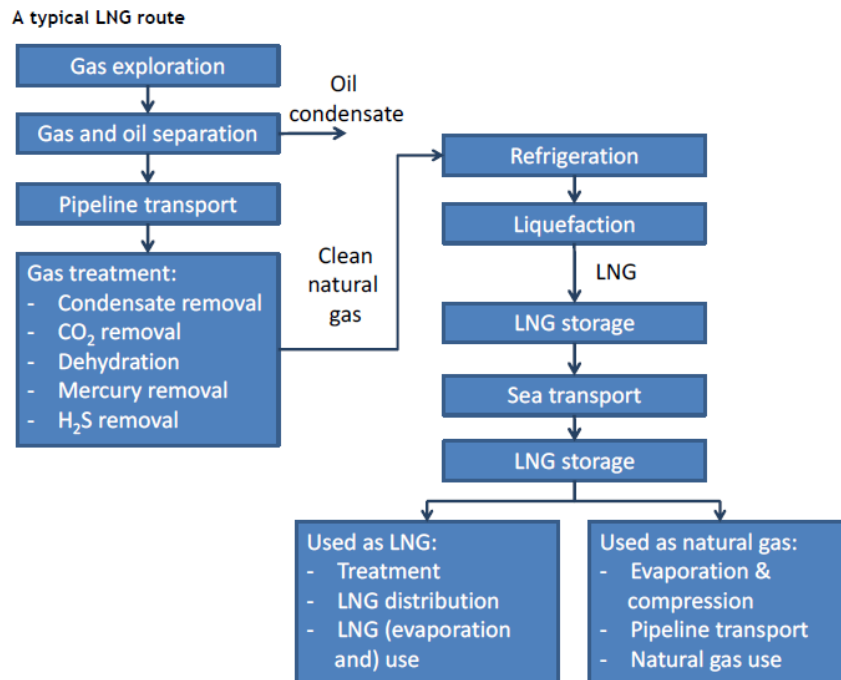 A typical LNG route
Gas exploration
Gas and oil separation
Oil
condensate
Pipeline transport
Gas treatment:
- Condensate removal
- CO₂ removal
- Dehydration
- Mercury removal
- H₂S removal
Clean
natural
gas
Refrigeration
Liquefaction
LNG
LNG storage
Sea transport
LNG storage
Used as LNG:
- Treatment
- LNG distribution
- LNG (evaporation
and) use
Used as natural gas:
- Evaporation &
compression
- Pipeline transport
- Natural gas use